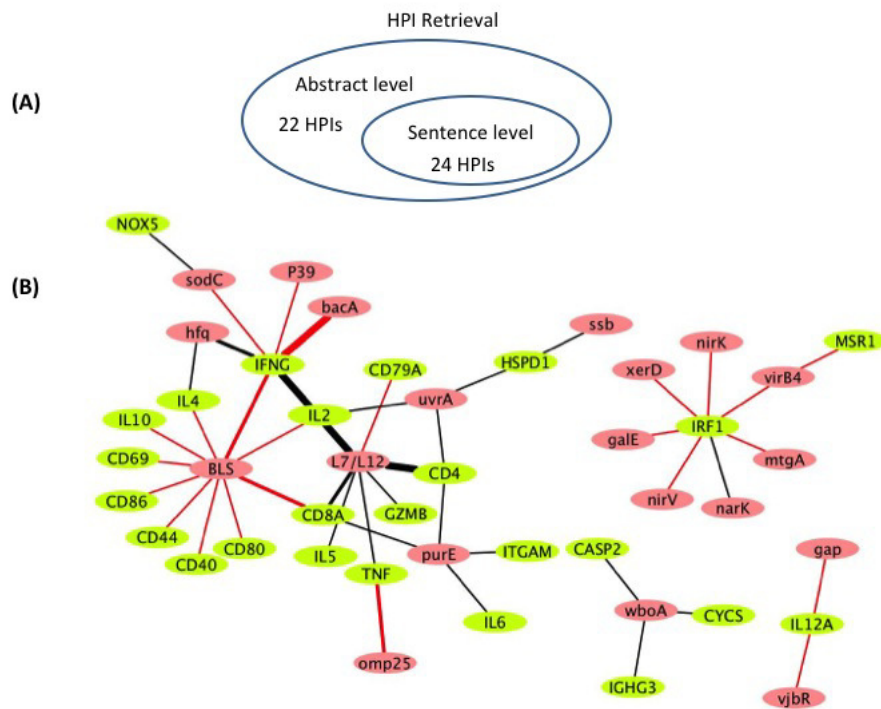 HPI Retrieval
(A)
Abstract level
22 HPIs
Sentence level
24 HPIs
(B)
NOX5
sodC
P39
bacA
hfq
IFNG
ssb
nirK
MSR1
CD79A
HSPD1
xerD
virB4
IL4
uvrA
IL10
IL2
IRF1
galE
CD69
BLS
L7/L12
mtgA
CD4
CD86
nirV
narK
CD8A
GZMB
CD44
CD80
IL5
purE
ITGAM
CASP2
gap
CD40
TNF
wboA
CYCS
IL6
IL12A
omp25
IGHG3
vjbR